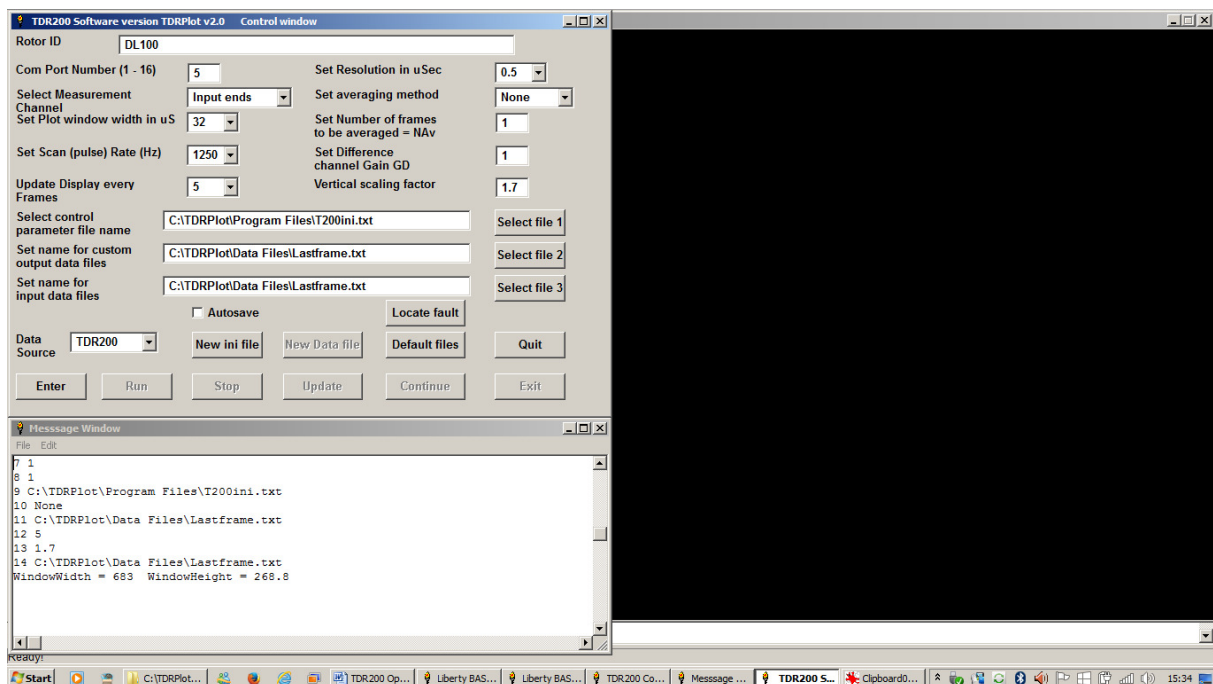 TDR200 Software version TDRPlot v2.0 Control window
Rotor ID DL100
Com Port Number (1 - 16) 5 Set Resolution in uSec 0.5
Select Measurement Channel Input ends Set averaging method None
Set Plot window width in uS 32 Set Number of frames to be averaged = NAv 1
Set Scan (pulse) Rate (Hz) 1250 Set Difference channel Gain GD 1
Update Display every Frames 5 Vertical scaling factor 1.7
Select control parameter file name C:\TDRPlot\Program Files\T200ini.txt Select file 1
Set name for custom output data files C:\TDRPlot\Data Files\Lastframe.txt Select file 2
Set name for input data files C:\TDRPlot\Data Files\Lastframe.txt Select file 3
Autosave Locate fault
Data Source TDR200 New ini file New Data file Default files Quit
Enter Run Stop Update Continue Exit
Messsage Window
File Edit
7 1
8 1
9 C:\TDRPlot\Program Files\T200ini.txt
10 None
11 C:\TDRPlot\Data Files\Lastframe.txt
12 5
13 1.7
14 C:\TDRPlot\Data Files\Lastframe.txt
WindowWidth = 683 WindowHeight = 268.8
Ready!
Start C:\TDRPlot... TDR200 Op... Liberty BAS... Liberty BAS... TDR200 Co... Messsage ... TDR200 S... Clipboard0... 15:34